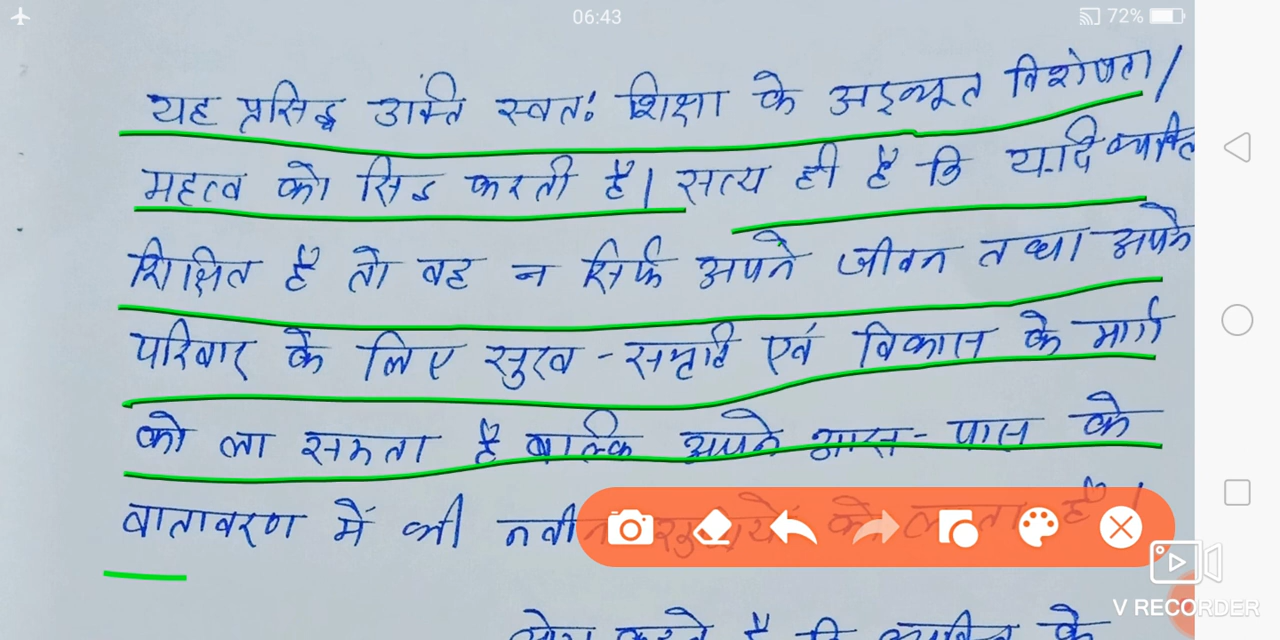 06:43
72%
यह प्रसिद्ध उक्ति स्वतः शिक्षा के अद्भूत विशेषता/
महत्व को सिद्ध करती है। सत्य ही है कि यदि व्यक्ति
शिक्षित है तो वह न सिर्फ अपने जीवन तथा अपने
परिवार के लिए सुख-समृद्धि एवं विकास के मार्ग
को ला सकता है बल्कि अपने आस-पास के
वातावरण में भी नवीन को है।
V RECORDER
है कि व्यक्ति के